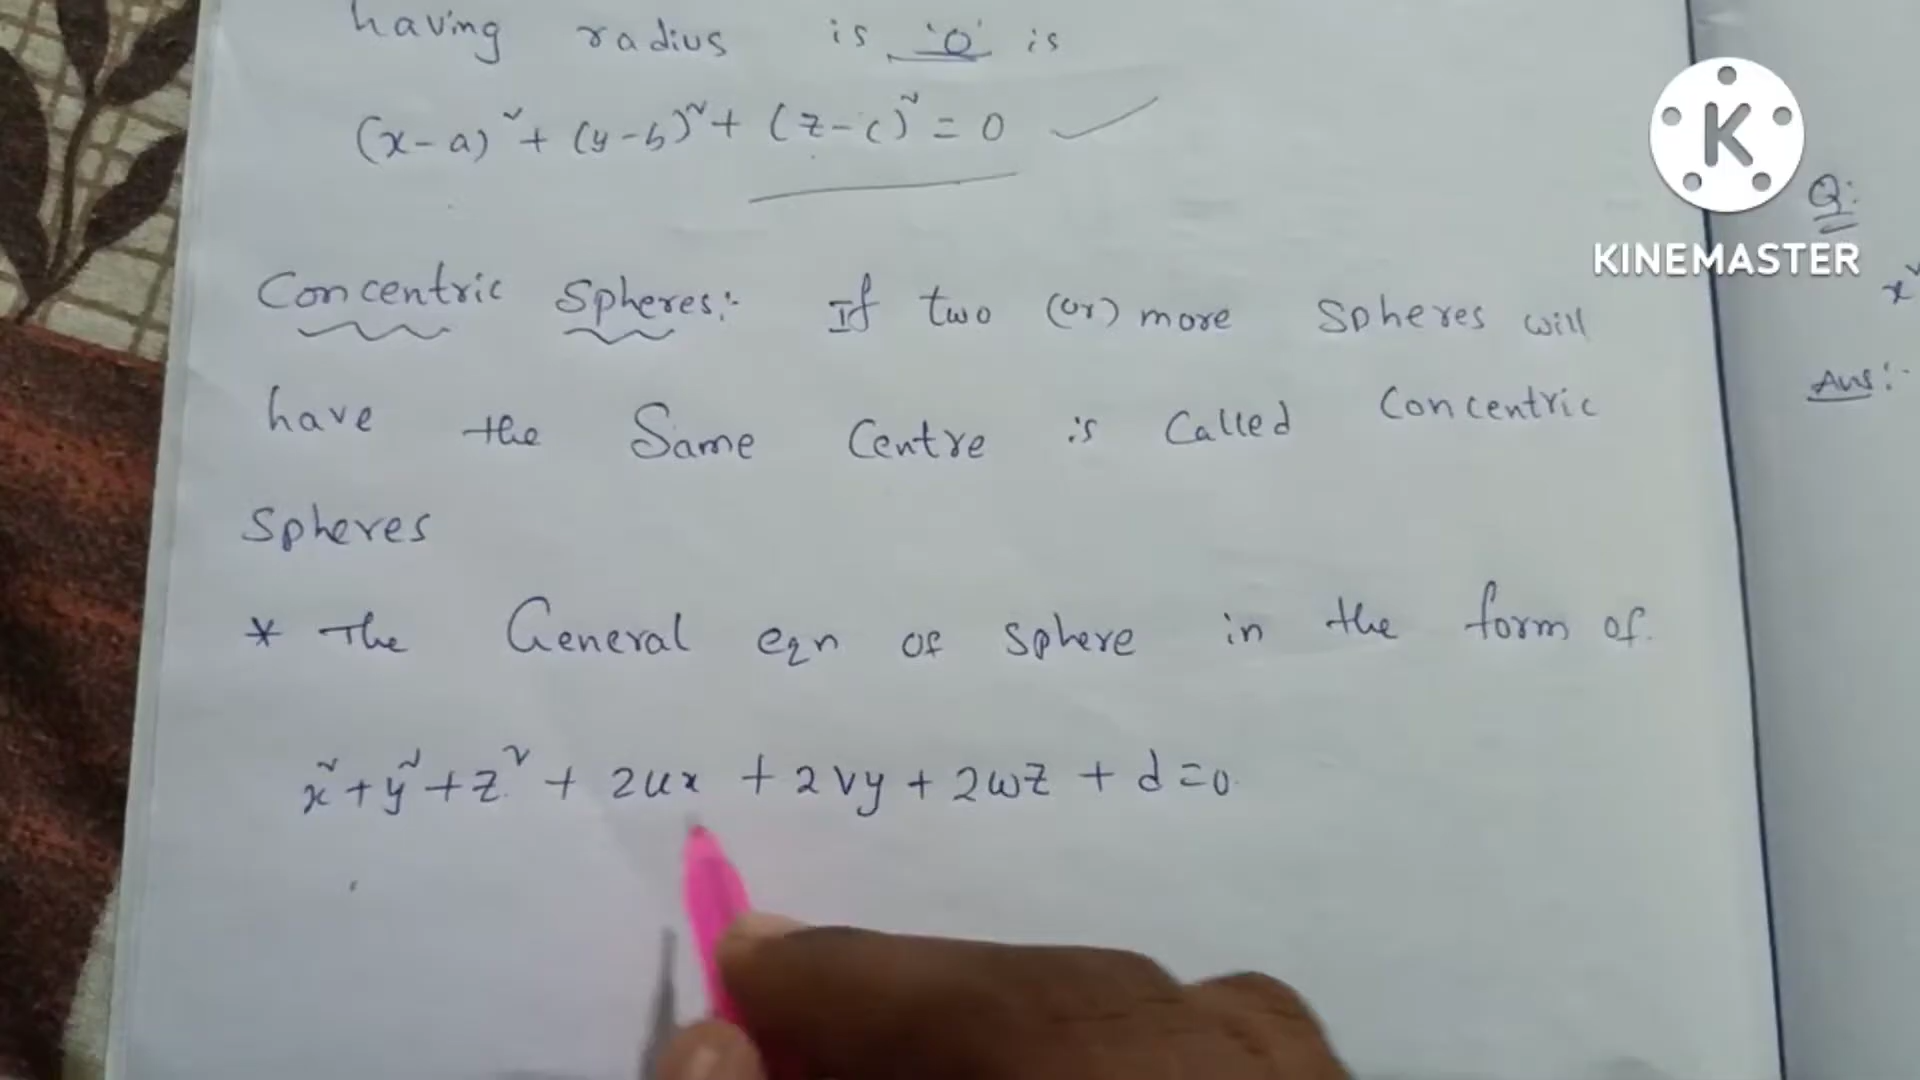 having radius is '0' is
(x-a)² + (y-b)² + (z-c)² = 0
Concentric Spheres:- If two (or) more Spheres will
have the Same Centre is Called Concentric
Spheres
* The General eqn of Sphere in the form of.
x² + y² + z² + 2ux + 2vy + 2wz + d = 0
K
KINEMASTER
Q:
x²
Ans:-